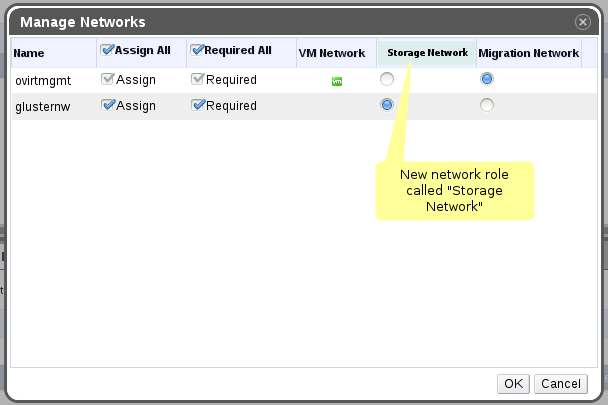 Manage Networks
Name Assign All Required All VM Network Storage Network Migration Network
ovirtmgmt Assign Required vm
glusternw Assign Required
New network role
called "Storage
Network"
OK Cancel